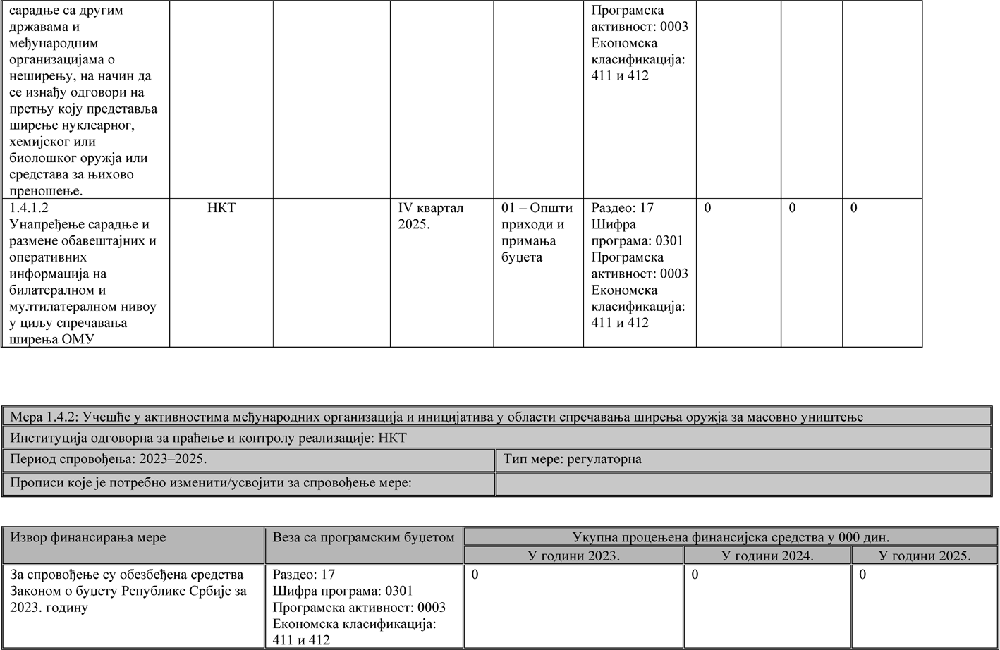 сарадње са другим
државама и
међународним
организацијама о
неширењу, на начин да
се изнађу одговори на
претњу коју представља
ширење нуклеарног,
хемијског или
биолошког оружја или
средстава за њихово
преношење.
Програмска
активност: 0003
Економска
класификација:
411 и 412
1.4.1.2
Унапређење сарадње и
размене обавештајних и
оперативних
информација на
билатералном и
мултилатералном нивоу
у циљу спречавања
ширења ОМУ
НКТ
IV квартал
2025.
01 – Општи
приходи и
примања
буџета
Раздео: 17
Шифра
програма: 0301
Програмска
активност: 0003
Економска
класификација:
411 и 412
0
0
0
Мера 1.4.2: Учешће у активностима међународних организација и иницијатива у области спречавања ширења оружја за масовно уништење
Институција одговорна за праћење и контролу реализације: НКТ
Период спровођења: 2023–2025.
Тип мере: регулаторна
Прописи које је потребно изменити/усвојити за спровођење мере:
Извор финансирања мере
Веза са програмским буџетом
Укупна процењена финансијска средства у 000 дин.
У години 2023.
У години 2024.
У години 2025.
За спровођење су обезбеђена средства
Законом о буџету Републике Србије за
2023. годину
Раздео: 17
Шифра програма: 0301
Програмска активност: 0003
Економска класификација:
411 и 412
0
0
0